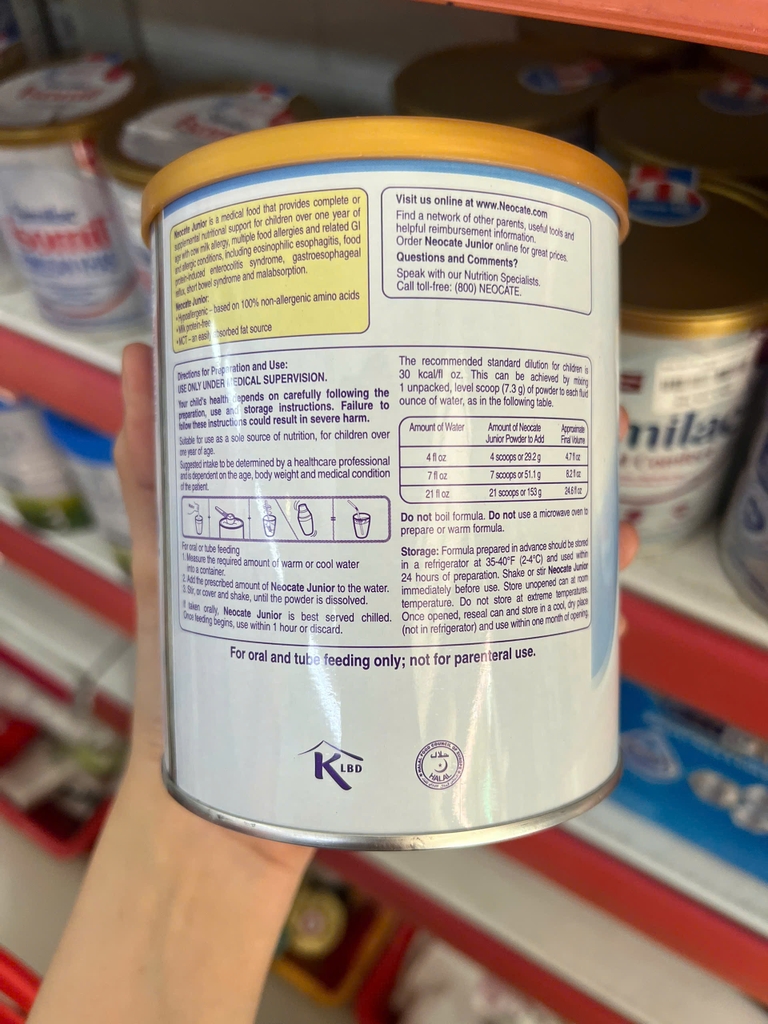 Neocate Junior is a medical food that provides complete or
supplemental nutritional support for children over one year of
age with cow milk allergy, multiple food allergies and related GI
and allergic conditions, including eosinophilic esophagitis, food
protein-induced enterocolitis syndrome, gastroesophageal
reflux, short bowel syndrome and malabsorption.
Neocate Junior:
• Hypoallergenic - based on 100% non-allergenic amino acids
• Milk protein-free
• MCT - an easily absorbed fat source
Visit us online at www.Neocate.com
Find a network of other parents, useful tools and
helpful reimbursement information.
Order Neocate Junior online for great prices.
Questions and Comments?
Speak with our Nutrition Specialists.
Call toll-free: (800) NEOCATE.
Directions for Preparation and Use:
USE ONLY UNDER MEDICAL SUPERVISION.
Your child's health depends on carefully following the
preparation, use and storage instructions. Failure to
follow these instructions could result in severe harm.
Suitable for use as a sole source of nutrition, for children over
one year of age.
Suggested intake to be determined by a healthcare professional
and is dependent on the age, body weight and medical condition
of the patient.
For oral or tube feeding
1. Measure the required amount of warm or cool water
into a container.
2. Add the prescribed amount of Neocate Junior to the water.
3. Stir, or cover and shake, until the powder is dissolved.
If taken orally, Neocate Junior is best served chilled.
Once feeding begins, use within 1 hour or discard.
The recommended standard dilution for children is
30 kcal/fl oz. This can be achieved by mixing
1 unpacked, level scoop (7.3 g) of powder to each fluid
ounce of water, as in the following table.
Amount of Water Amount of Neocate Junior Powder to Add Approximate Final Volume
4 fl oz 4 scoops or 29.2 g 4.7 fl oz
7 fl oz 7 scoops or 51.1 g 8.2 fl oz
21 fl oz 21 scoops or 153 g 24.6 fl oz
Do not boil formula. Do not use a microwave oven to
prepare or warm formula.
Storage: Formula prepared in advance should be stored
in a refrigerator at 35-40°F (2-4°C) and used within
24 hours of preparation. Shake or stir Neocate Junior
immediately before use. Store unopened can at room
temperature. Do not store at extreme temperatures.
Once opened, reseal can and store in a cool, dry place
(not in refrigerator) and use within one month of opening.
For oral and tube feeding only; not for parenteral use.
K LBD
حلال
HALAL